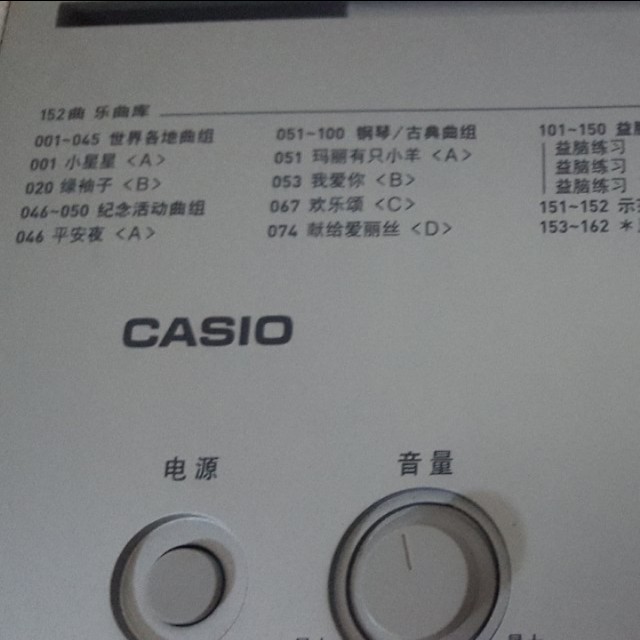 152曲 乐曲库
001-045 世界各地曲组
001 小星星 <A>
020 绿袖子 <B>
046~050 纪念活动曲组
046 平安夜 <A>
051~100 钢琴/古典曲组
051 玛丽有只小羊 <A>
053 我爱你 <B>
067 欢乐颂 <C>
074 献给爱丽丝 <D>
101~150 益
益脑练习
益脑练习
益脑练习
151~152 示
153~162 *
CASIO
电源
音量